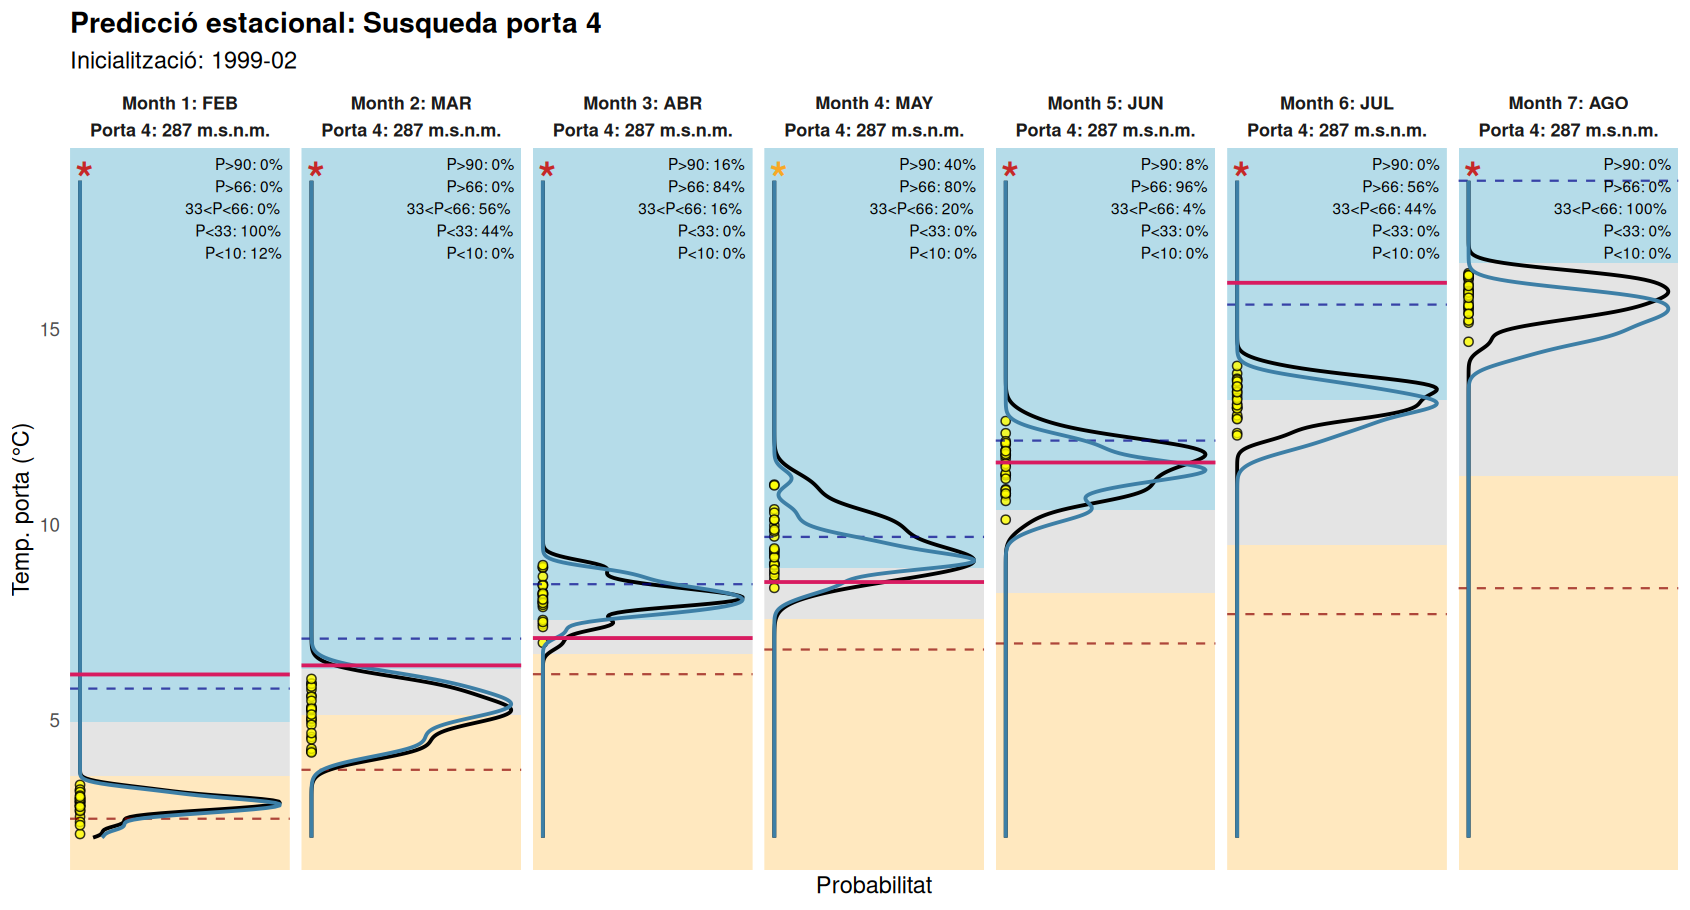 Predicció estacional: Susqueda porta 4
Inicialització: 1999-02
Month 1: FEB
Porta 4: 287 m.s.n.m.
Month 2: MAR
Porta 4: 287 m.s.n.m.
Month 3: ABR
Porta 4: 287 m.s.n.m.
Month 4: MAY
Porta 4: 287 m.s.n.m.
Month 5: JUN
Porta 4: 287 m.s.n.m.
Month 6: JUL
Porta 4: 287 m.s.n.m.
Month 7: AGO
Porta 4: 287 m.s.n.m.
*
P>90: 0%
P>66: 0%
33<P<66: 0%
P<33: 100%
P<10: 12%
*
P>90: 0%
P>66: 0%
33<P<66: 56%
P<33: 44%
P<10: 0%
*
P>90: 16%
P>66: 84%
33<P<66: 16%
P<33: 0%
P<10: 0%
*
P>90: 40%
P>66: 80%
33<P<66: 20%
P<33: 0%
P<10: 0%
*
P>90: 8%
P>66: 96%
33<P<66: 4%
P<33: 0%
P<10: 0%
*
P>90: 0%
P>66: 56%
33<P<66: 44%
P<33: 0%
P<10: 0%
*
P>90: 0%
P>66: 0%
33<P<66: 100%
P<33: 0%
P<10: 0%
15
10
5
Temp. porta (°C)
Probabilitat